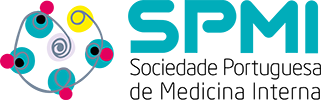 SPMI
Sociedade Portuguesa
de Medicina Interna